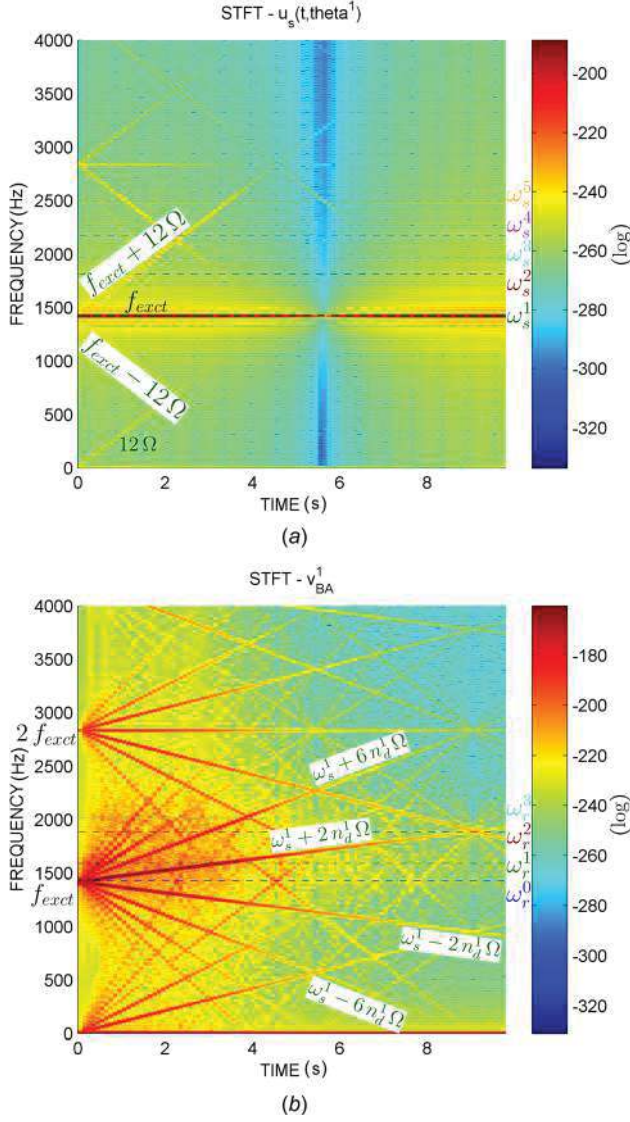 STFT - u_s(t,theta^1)
4000
3500
3000
2500
2000
1500
1000
500
0
FREQUENCY(Hz)
f_exct + 12 Ω
f_exct
f_exct − 12 Ω
12 Ω
0 2 4 6 8
TIME (s)
ω_s^5
ω_s^4
ω_s^3
ω_s^2
ω_s^1
-200
-220
-240
-260
-280
-300
-320
(log)
(a)
STFT - v_BA^1
4000
3500
3000
2 f_exct
2500
2000
1500
f_exct
1000
500
0
FREQUENCY(Hz)
ω_s^1 + 6 n_d^1 Ω
ω_s^1 + 2 n_d^1 Ω
ω_s^1 − 2 n_d^1 Ω
ω_s^1 − 6 n_d^1 Ω
0 2 4 6 8
TIME (s)
ω_r^3
ω_r^2
ω_r^1
ω_r^0
-180
-200
-220
-240
-260
-280
-300
-320
(log)
(b)